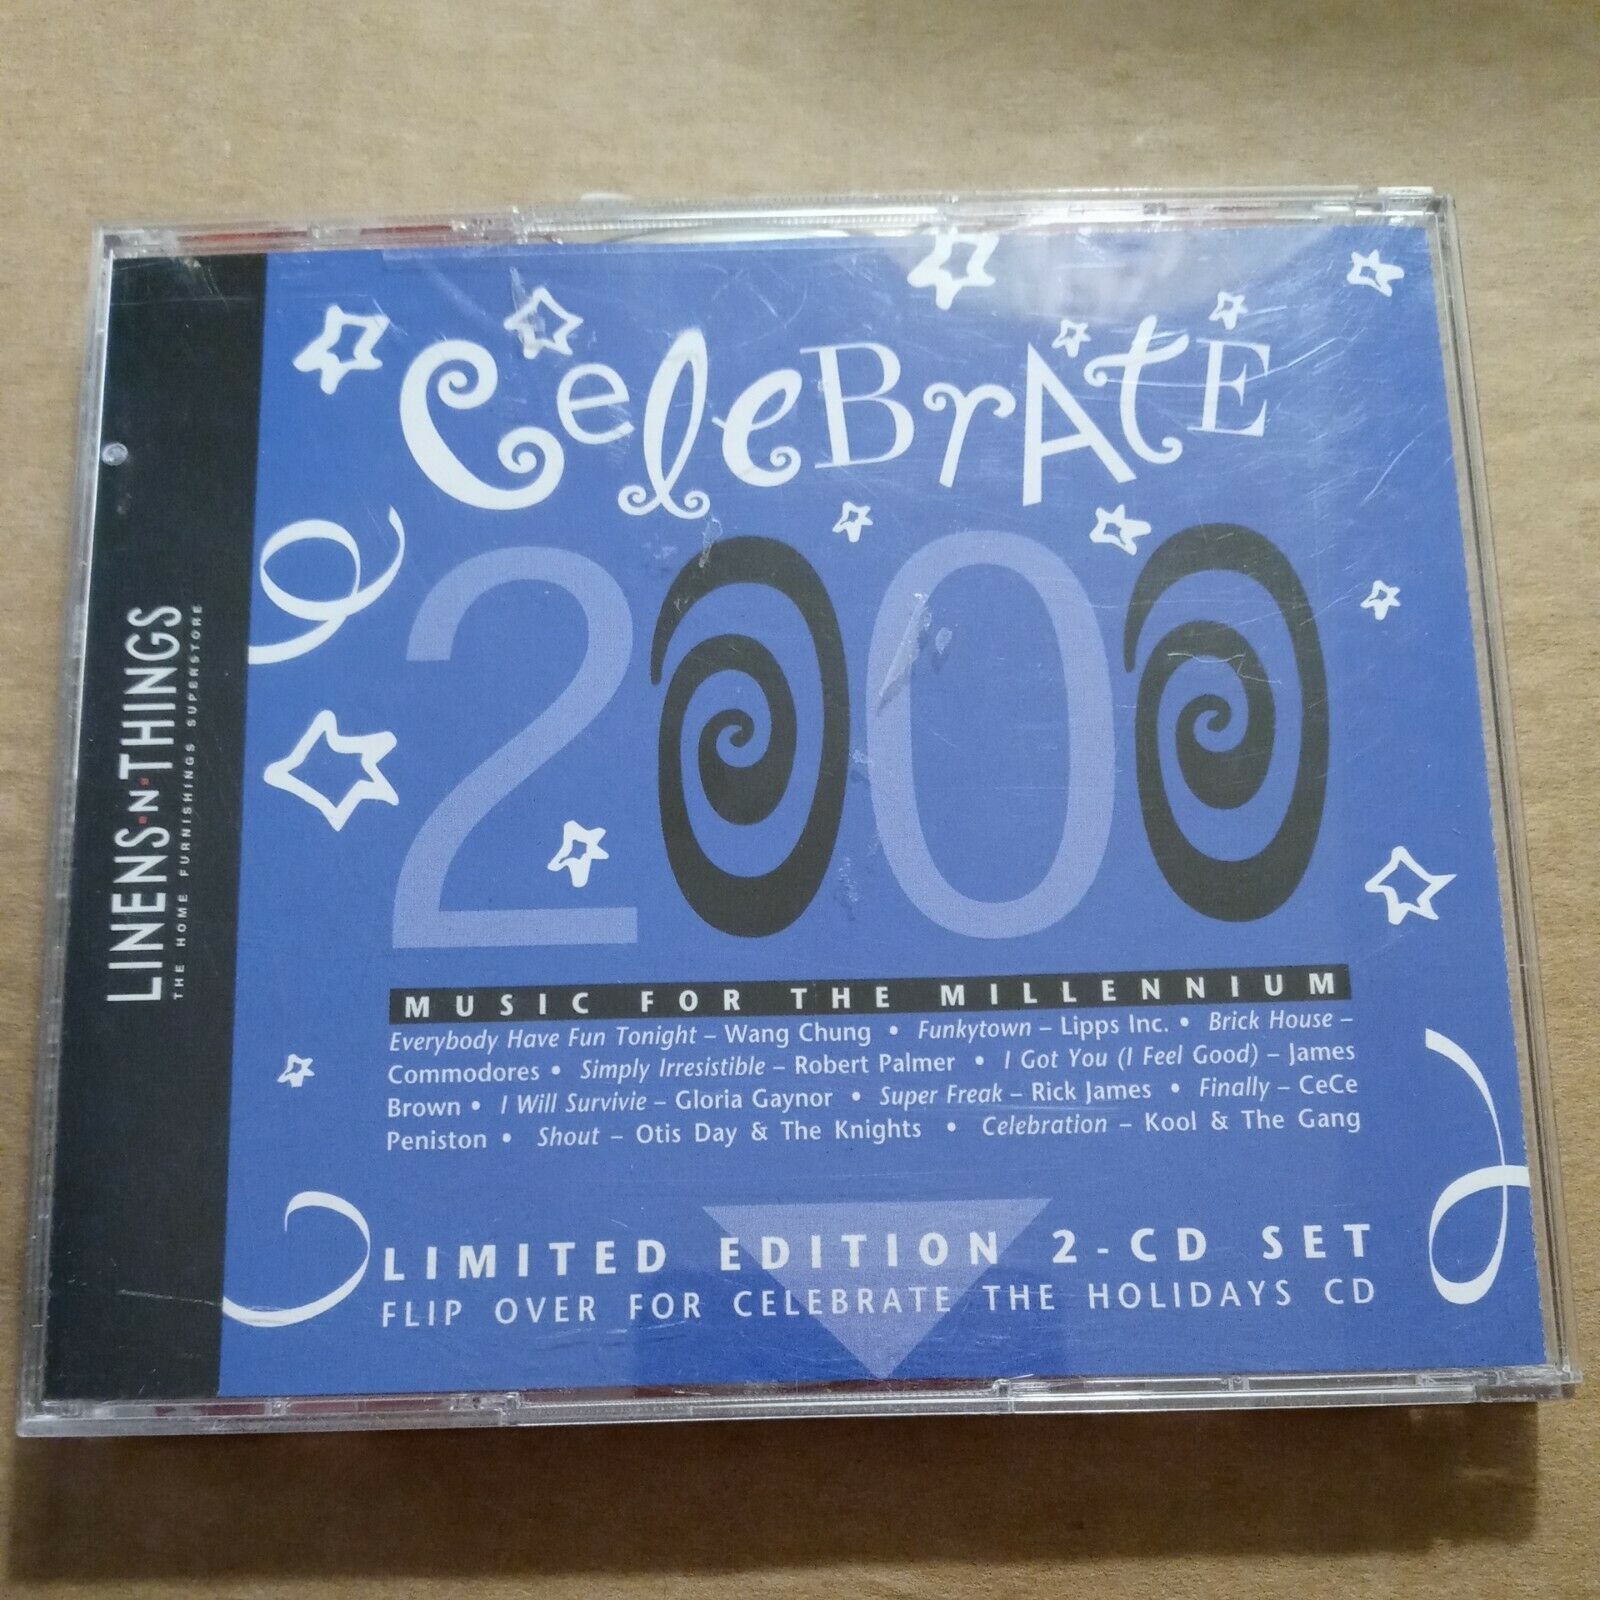 LINENS•N•THINGS
THE HOME FURNISHINGS SUPERSTORE
CeleBrAtE
2000
MUSIC FOR THE MILLENNIUM
Everybody Have Fun Tonight – Wang Chung • Funkytown – Lipps Inc. • Brick House –
Commodores • Simply Irresistible – Robert Palmer • I Got You (I Feel Good) – James
Brown • I Will Survivie – Gloria Gaynor • Super Freak – Rick James • Finally – CeCe
Peniston • Shout – Otis Day & The Knights • Celebration – Kool & The Gang
LIMITED EDITION 2-CD SET
FLIP OVER FOR CELEBRATE THE HOLIDAYS CD